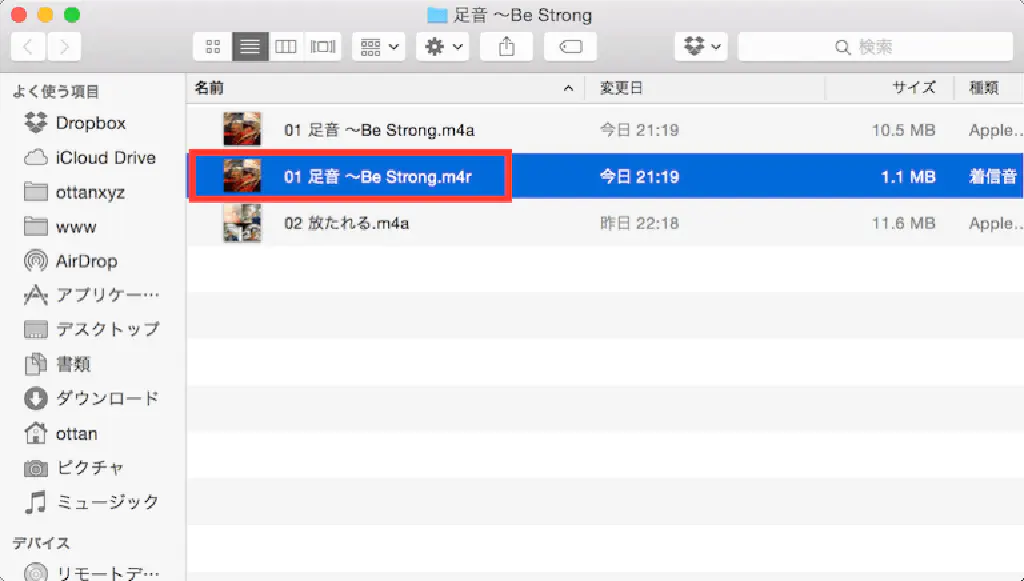 足音 〜Be Strong
検索
よく使う項目
Dropbox
iCloud Drive
ottanxyz
www
AirDrop
アプリケー…
デスクトップ
書類
ダウンロード
ottan
ピクチャ
ミュージック
デバイス
リモートデ…
名前 変更日 サイズ 種類
01 足音 〜Be Strong.m4a 今日 21:19 10.5 MB Apple…
01 足音 〜Be Strong.m4r 今日 21:19 1.1 MB 着信音
02 放たれる.m4a 昨日 22:18 11.6 MB Apple…